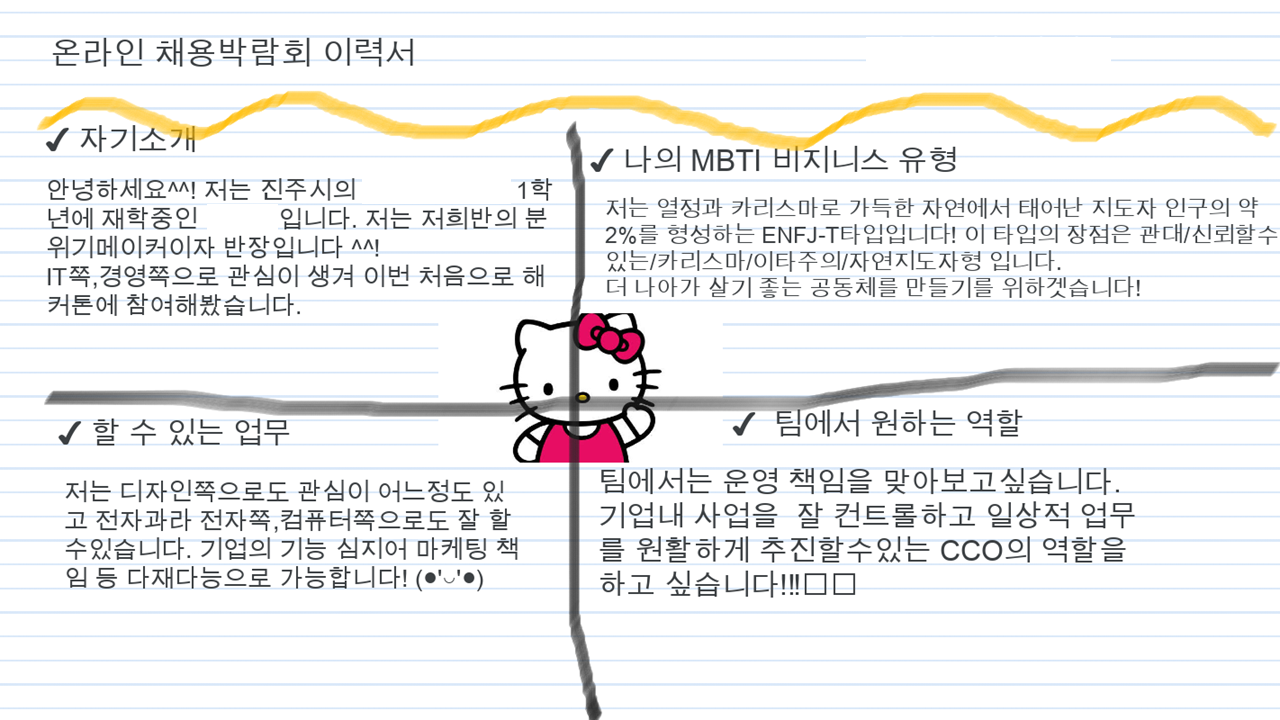 온라인 채용박람회 이력서
✔ 자기소개
안녕하세요^^! 저는 진주시의 1학
년에 재학중인 입니다. 저는 저희반의 분
위기메이커이자 반장입니다 ^^!
IT쪽,경영쪽으로 관심이 생겨 이번 처음으로 해
커톤에 참여해봤습니다.
✔ 나의 MBTI 비지니스 유형
저는 열정과 카리스마로 가득한 자연에서 태어난 지도자 인구의 약
2%를 형성하는 ENFJ-T타입입니다! 이 타입의 장점은 관대/신뢰할수
있는/카리스마/이타주의/자연지도자형 입니다.
더 나아가 살기 좋는 공동체를 만들기를 위하겟습니다!
✔ 할 수 있는 업무
저는 디자인쪽으로도 관심이 어느정도 있
고 전자과라 전자쪽,컴퓨터쪽으로도 잘 할
수있습니다. 기업의 기능 심지어 마케팅 책
임 등 다재다능으로 가능합니다! (●'◡'●)
✔ 팀에서 원하는 역할
팀에서는 운영 책임을 맞아보고싶습니다.
기업내 사업을 잘 컨트롤하고 일상적 업무
를 원활하게 추진할수있는 CCO의 역할을
하고 싶습니다!!!□□